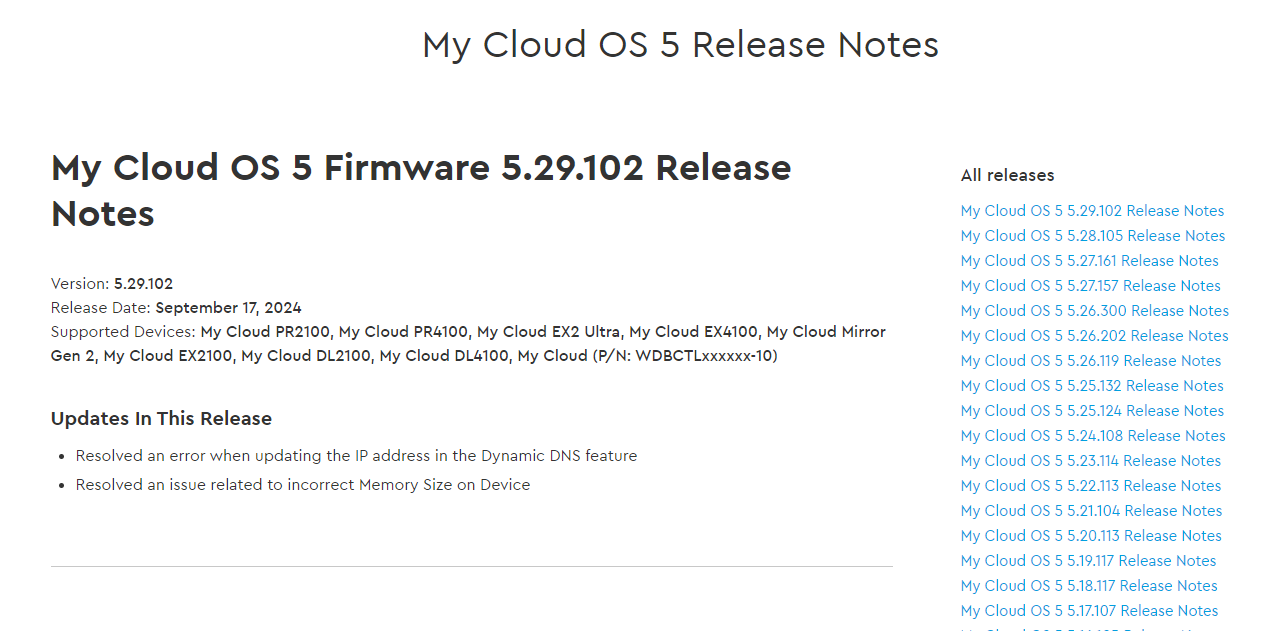 My Cloud OS 5 Release Notes
My Cloud OS 5 Firmware 5.29.102 Release
Notes
Version: 5.29.102
Release Date: September 17, 2024
Supported Devices: My Cloud PR2100, My Cloud PR4100, My Cloud EX2 Ultra, My Cloud EX4100, My Cloud Mirror
Gen 2, My Cloud EX2100, My Cloud DL2100, My Cloud DL4100, My Cloud (P/N: WDBCTLxxxxxx-10)
Updates In This Release
• Resolved an error when updating the IP address in the Dynamic DNS feature
• Resolved an issue related to incorrect Memory Size on Device
All releases
My Cloud OS 5 5.29.102 Release Notes
My Cloud OS 5 5.28.105 Release Notes
My Cloud OS 5 5.27.161 Release Notes
My Cloud OS 5 5.27.157 Release Notes
My Cloud OS 5 5.26.300 Release Notes
My Cloud OS 5 5.26.202 Release Notes
My Cloud OS 5 5.26.119 Release Notes
My Cloud OS 5 5.25.132 Release Notes
My Cloud OS 5 5.25.124 Release Notes
My Cloud OS 5 5.24.108 Release Notes
My Cloud OS 5 5.23.114 Release Notes
My Cloud OS 5 5.22.113 Release Notes
My Cloud OS 5 5.21.104 Release Notes
My Cloud OS 5 5.20.113 Release Notes
My Cloud OS 5 5.19.117 Release Notes
My Cloud OS 5 5.18.117 Release Notes
My Cloud OS 5 5.17.107 Release Notes